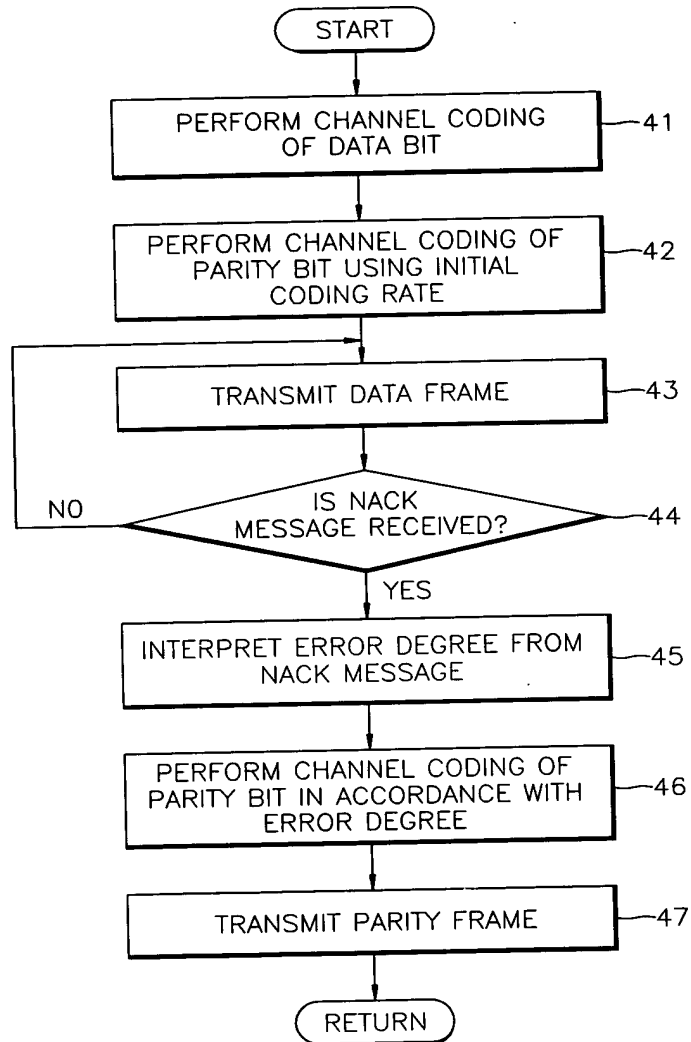 START
PERFORM CHANNEL CODING
OF DATA BIT
41
PERFORM CHANNEL CODING OF
PARITY BIT USING INITIAL
CODING RATE
42
TRANSMIT DATA FRAME
43
IS NACK
MESSAGE RECEIVED?
44
NO
YES
INTERPRET ERROR DEGREE FROM
NACK MESSAGE
45
PERFORM CHANNEL CODING OF
PARITY BIT IN ACCORDANCE WITH
ERROR DEGREE
46
TRANSMIT PARITY FRAME
47
RETURN